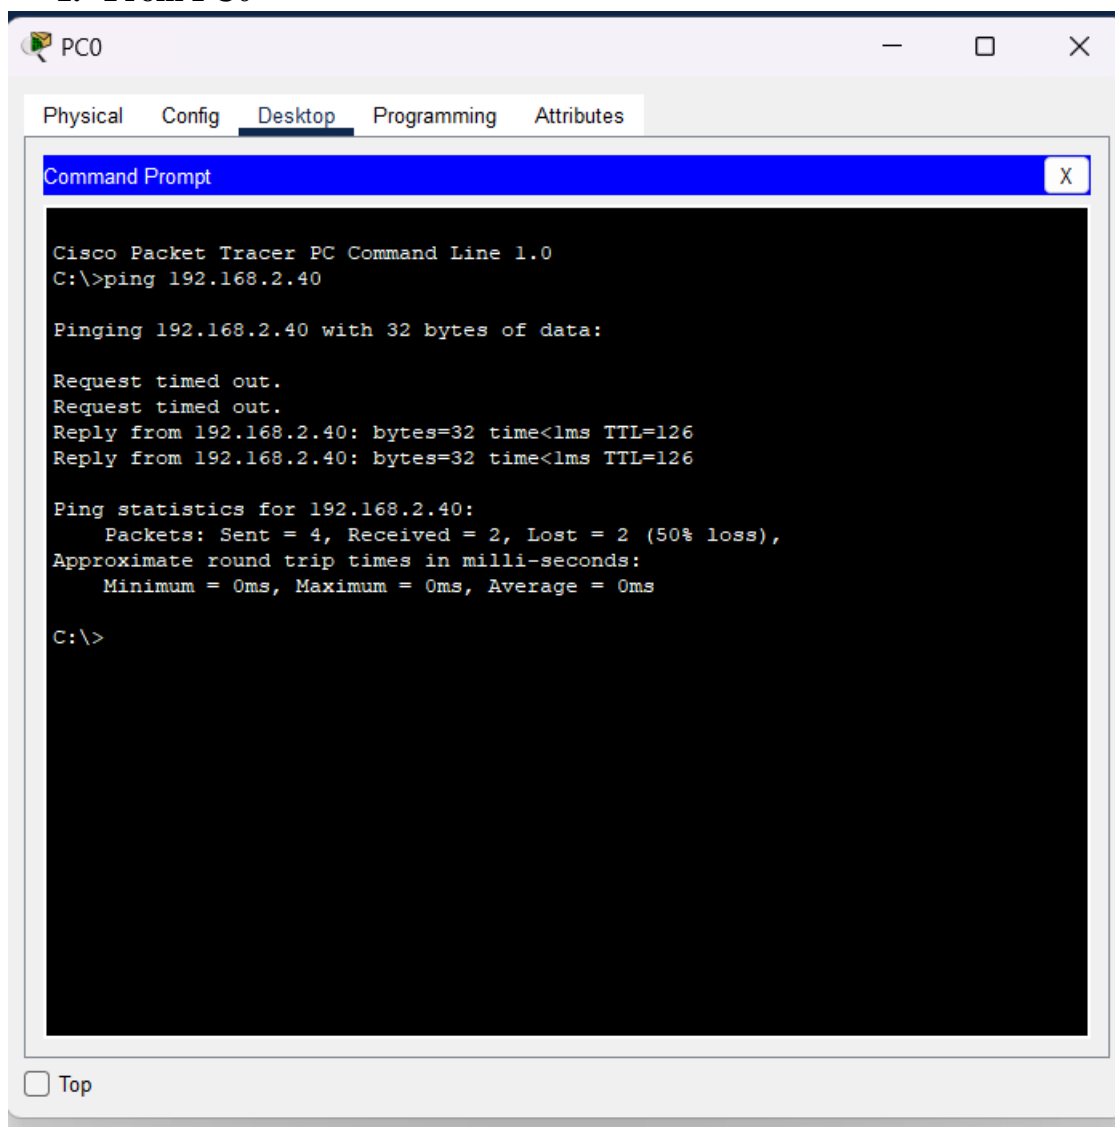 PC0
Physical Config Desktop Programming Attributes
Command Prompt
X
Cisco Packet Tracer PC Command Line 1.0
C:\>ping 192.168.2.40
Pinging 192.168.2.40 with 32 bytes of data:
Request timed out.
Request timed out.
Reply from 192.168.2.40: bytes=32 time<1ms TTL=126
Reply from 192.168.2.40: bytes=32 time<1ms TTL=126
Ping statistics for 192.168.2.40:
Packets: Sent = 4, Received = 2, Lost = 2 (50% loss),
Approximate round trip times in milli-seconds:
Minimum = 0ms, Maximum = 0ms, Average = 0ms
C:\>
Top